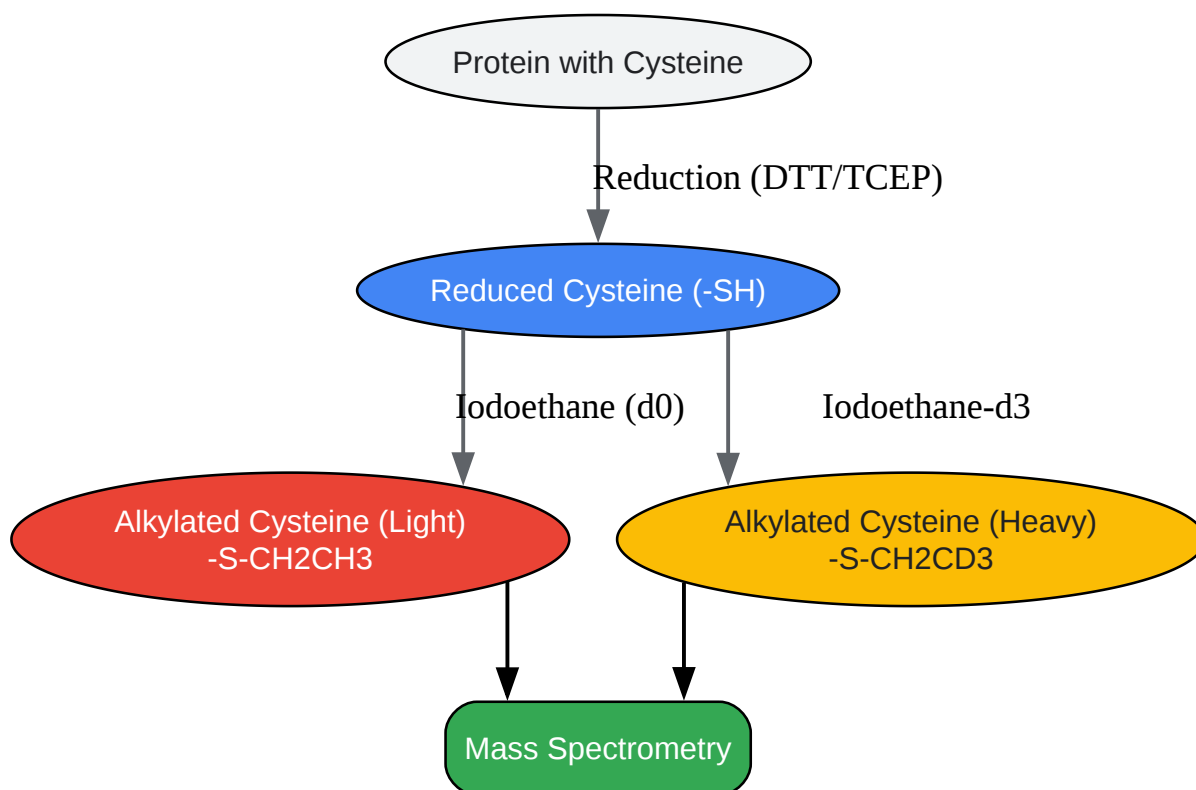 Protein with Cysteine
Reduction (DTT/TCEP)
Reduced Cysteine (-SH)
Iodoethane (d0)
Iodoethane-d3
Alkylated Cysteine (Light)
-S-CH2CH3
Alkylated Cysteine (Heavy)
-S-CH2CD3
Mass Spectrometry